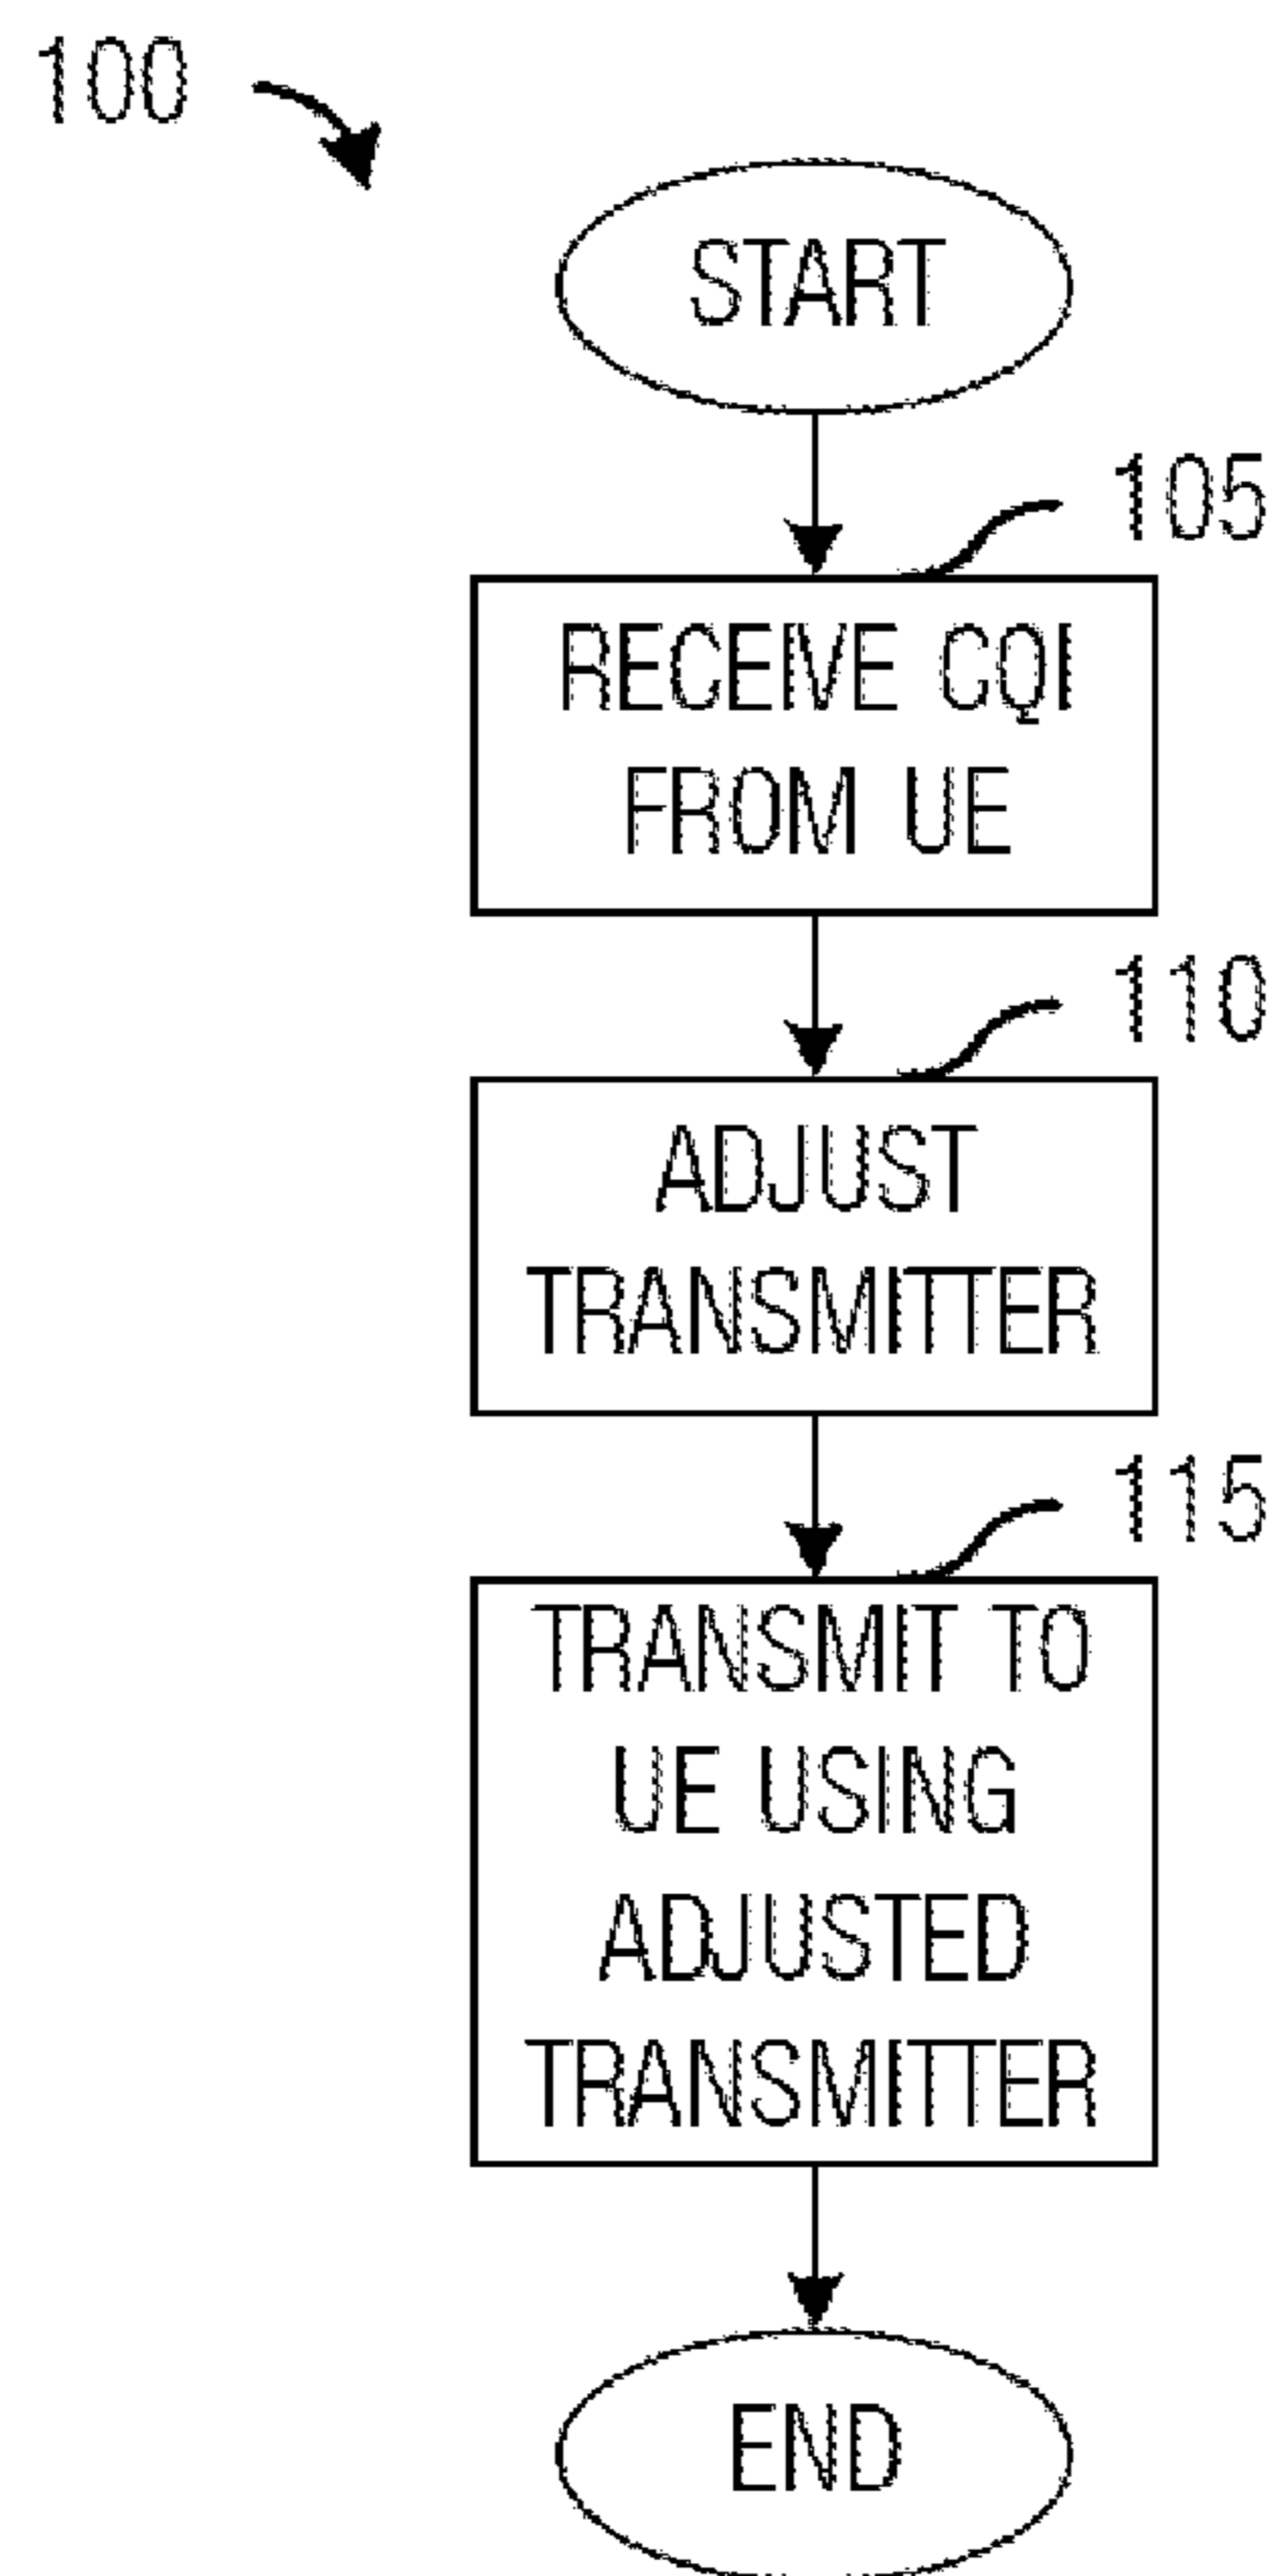 100
START
105
RECEIVE CQI
FROM UE
110
ADJUST
TRANSMITTER
115
TRANSMIT TO
UE USING
ADJUSTED
TRANSMITTER
END